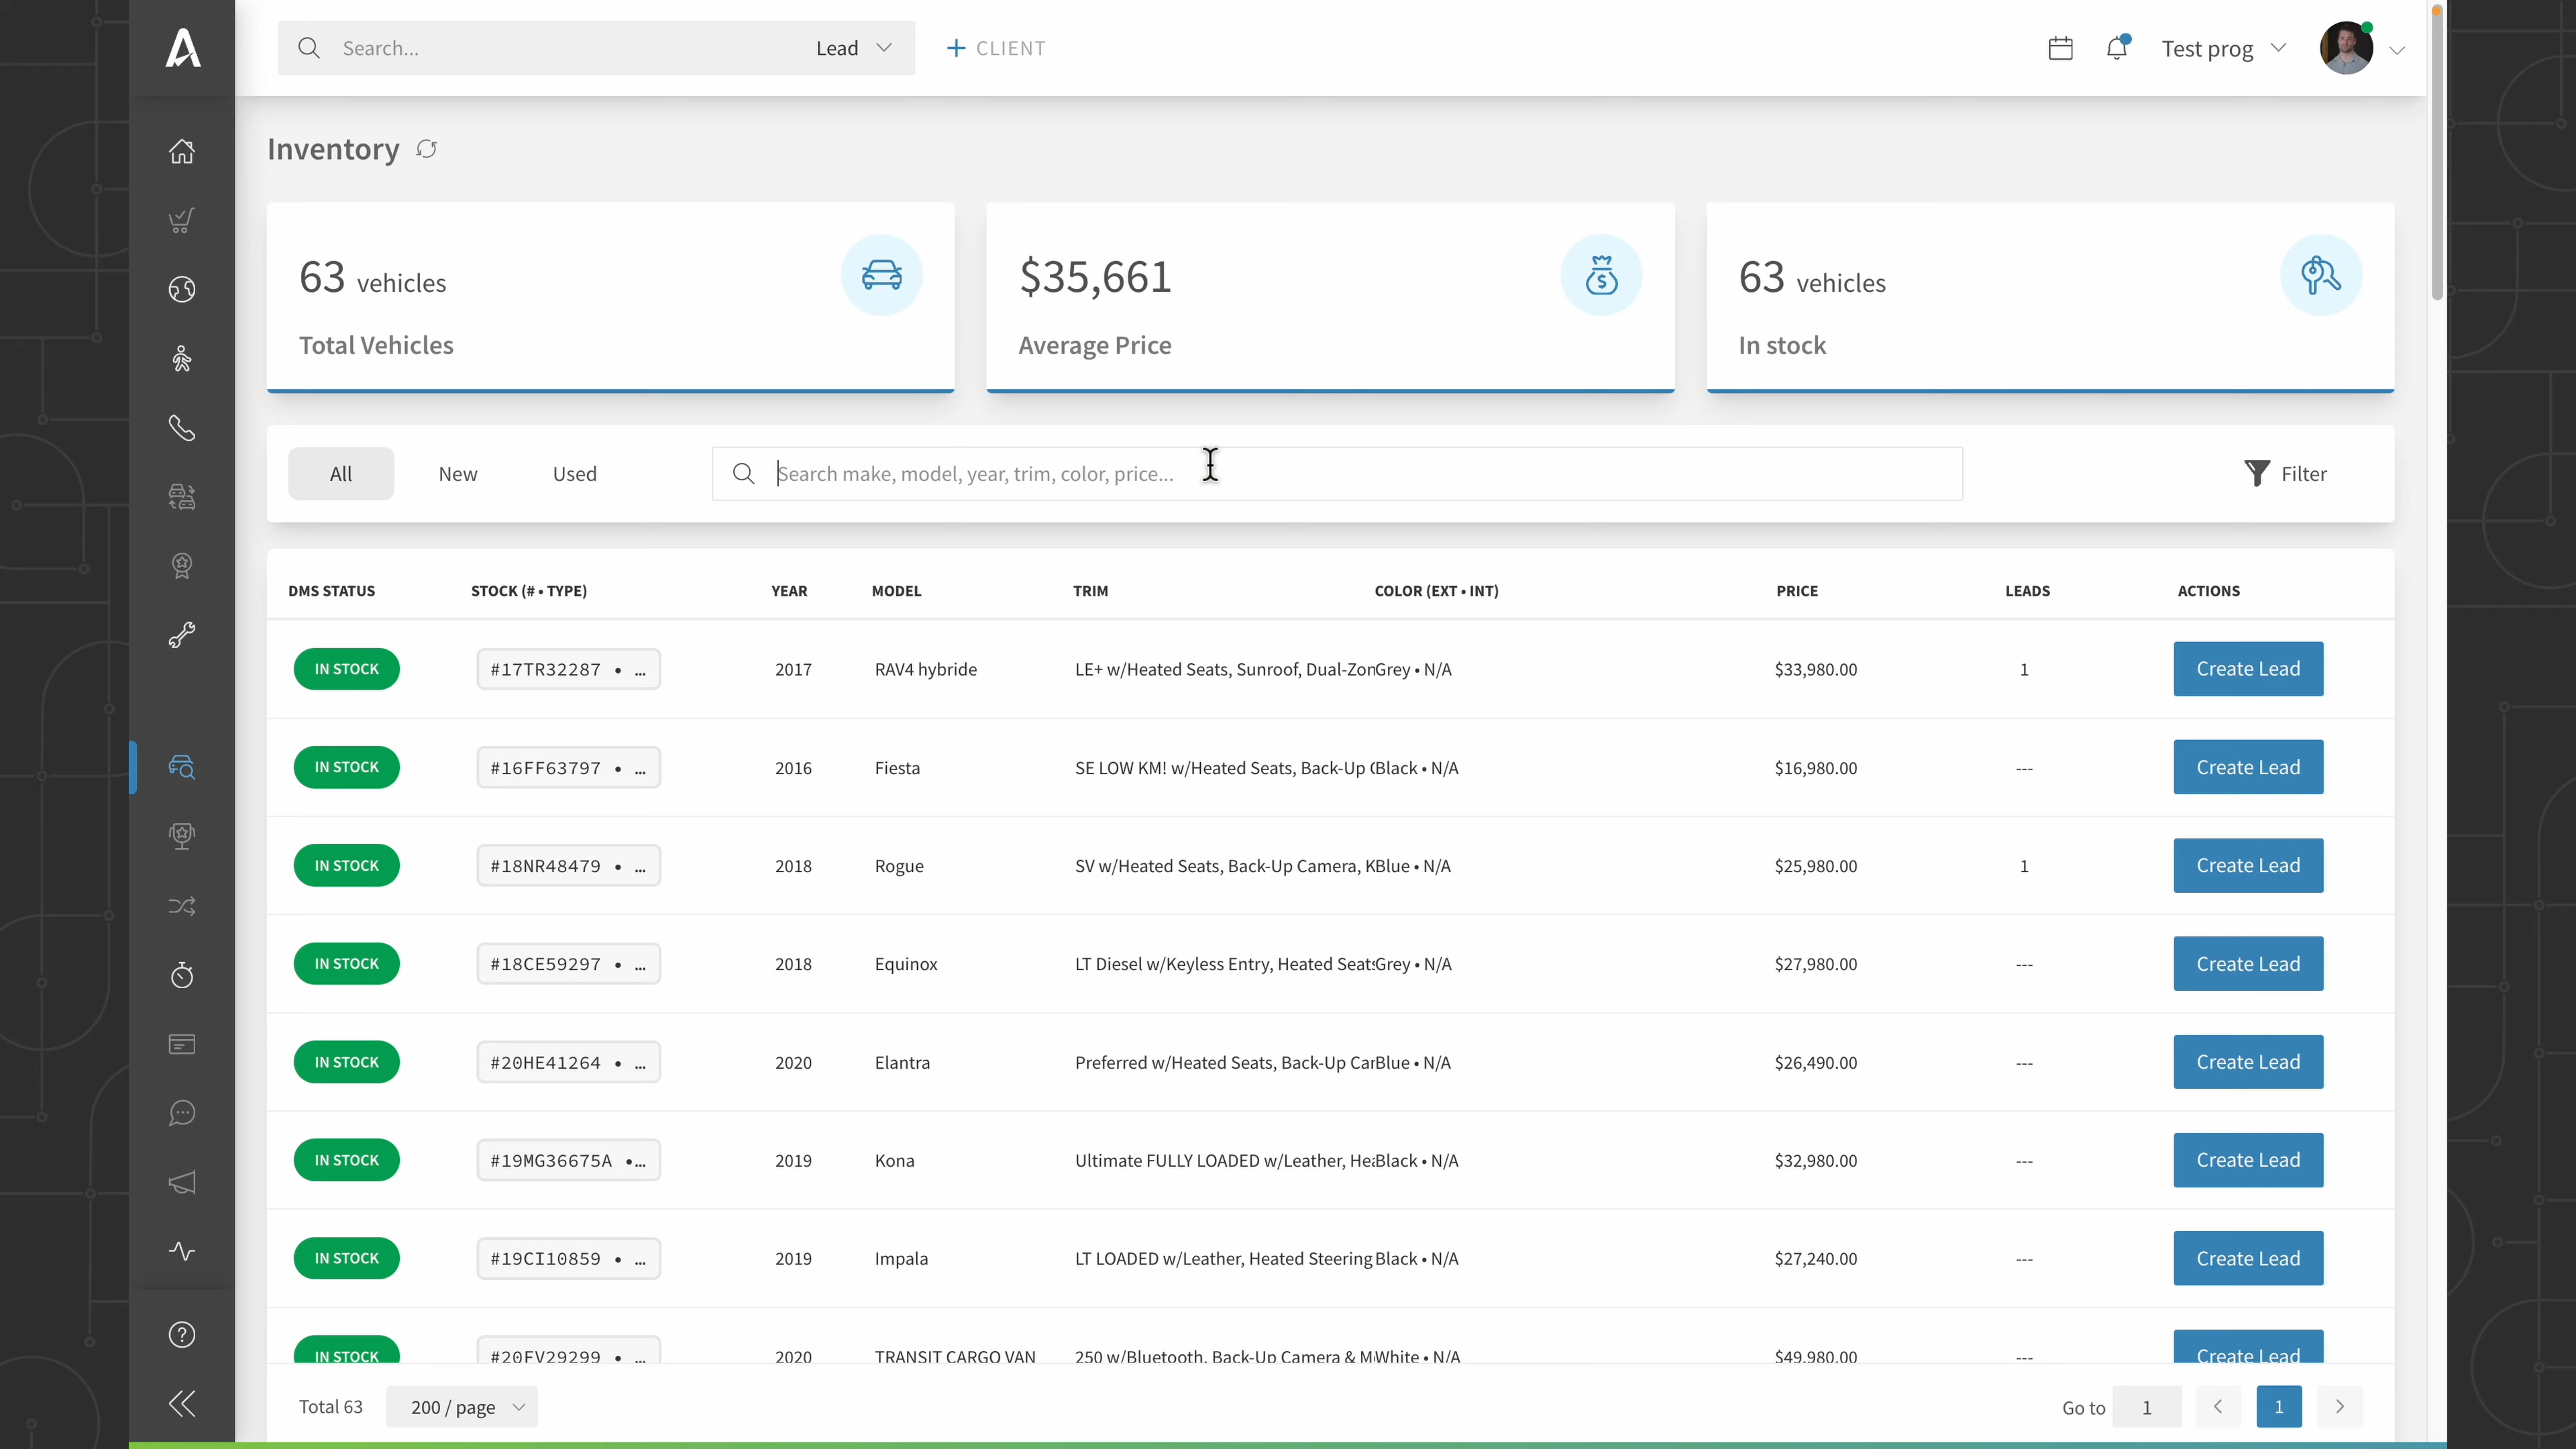 Search...
Lead
CLIENT
Test prog
Inventory
63 vehicles
Total Vehicles
$35,661
Average Price
63 vehicles
In stock
All
New
Used
Search make, model, year, trim, color, price...
Filter
DMS STATUS STOCK (# • TYPE) YEAR MODEL TRIM COLOR (EXT • INT) PRICE LEADS ACTIONS
IN STOCK #17TR32287 • ... 2017 RAV4 hybride LE+ w/Heated Seats, Sunroof, Dual-Zon Grey • N/A $33,980.00 1 Create Lead
IN STOCK #16FF63797 • ... 2016 Fiesta SE LOW KM! w/Heated Seats, Back-Up Black • N/A $16,980.00 --- Create Lead
IN STOCK #18NR48479 • ... 2018 Rogue SV w/Heated Seats, Back-Up Camera, K Blue • N/A $25,980.00 1 Create Lead
IN STOCK #18CE59297 • ... 2018 Equinox LT Diesel w/Keyless Entry, Heated Seats Grey • N/A $27,980.00 --- Create Lead
IN STOCK #20HE41264 • ... 2020 Elantra Preferred w/Heated Seats, Back-Up Blue • N/A $26,490.00 --- Create Lead
IN STOCK #19MG36675A •... 2019 Kona Ultimate FULLY LOADED w/Leather, Black • N/A $32,980.00 --- Create Lead
IN STOCK #19CI10859 • ... 2019 Impala LT LOADED w/Leather, Heated Steering Black • N/A $27,240.00 --- Create Lead
IN STOCK #20FV29299 • ... 2020 TRANSIT CARGO VAN 250 w/Bluetooth, Back-Up Camera & White • N/A $49,980.00 --- Create Lead
Total 63
200 / page
Go to 1
1